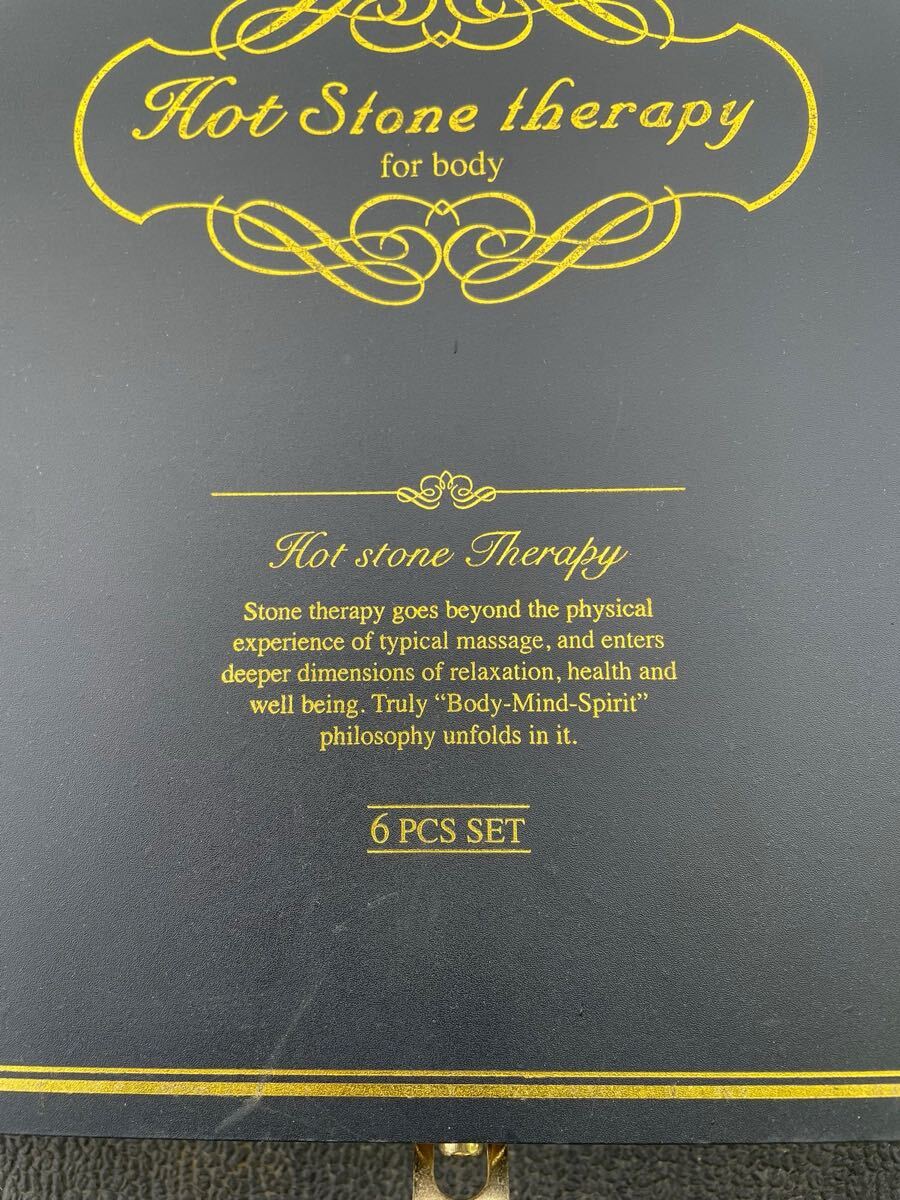 Hot Stone therapy
for body
Hot stone Therapy
Stone therapy goes beyond the physical
experience of typical massage, and enters
deeper dimensions of relaxation, health and
well being. Truly “Body-Mind-Spirit”
philosophy unfolds in it.
6 PCS SET